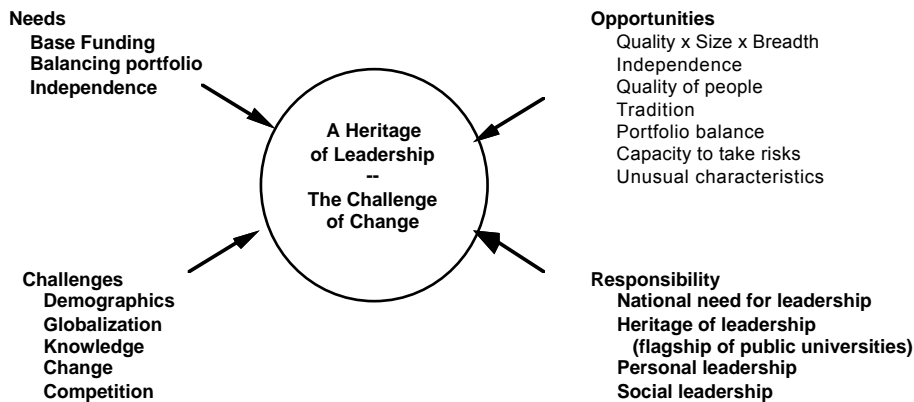 Needs
Base Funding
Balancing portfolio
Independence
Opportunities
Quality x Size x Breadth
Independence
Quality of people
Tradition
Portfolio balance
Capacity to take risks
Unusual characteristics
A Heritage
of Leadership
--
The Challenge
of Change
Challenges
Demographics
Globalization
Knowledge
Change
Competition
Responsibility
National need for leadership
Heritage of leadership
(flagship of public universities)
Personal leadership
Social leadership